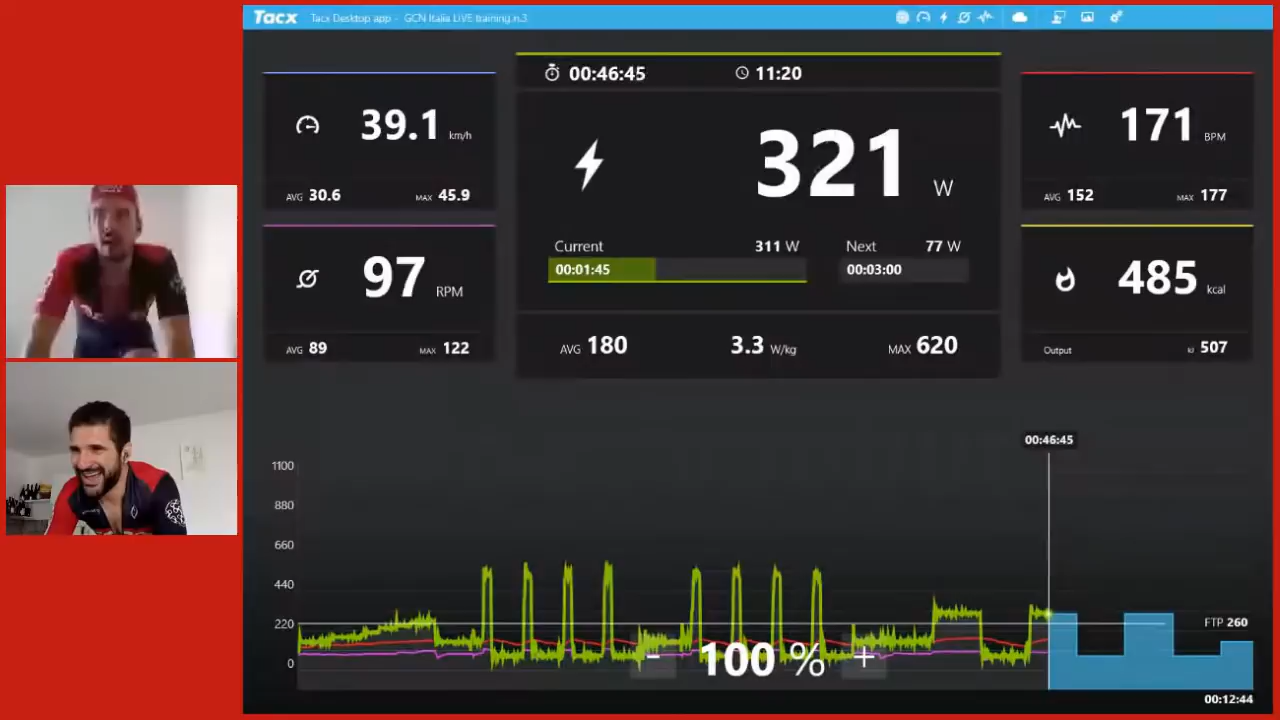 Tacx Tacx Desktop app - GCN Italia LIVE training n.3
00:46:45 11:20
39.1 km/h
AVG 30.6 MAX 45.9
321 W
171 BPM
AVG 152 MAX 177
97 RPM
AVG 89 MAX 122
Current 311 W Next 77 W
00:01:45 00:03:00
AVG 180 3.3 W/kg MAX 620
485 kcal
Output kJ 507
00:46:45
1100
880
660
440
220
0
FTP 260
- 100 % +
00:12:44